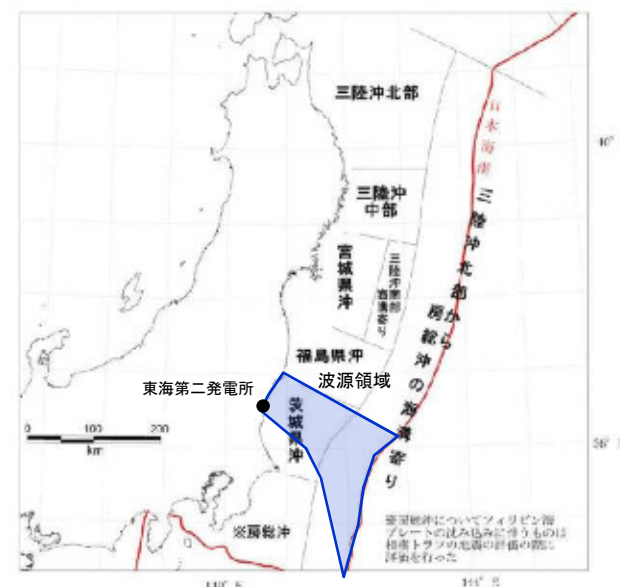 三陸沖北部
日本海溝
40°
三陸沖
中部
宮城県沖
三陸沖南部
海溝寄り
三陸沖北部から
房総沖の海溝寄り
福島県沖
波源領域
東海第二発電所
茨城県沖
0 100 200
km
35°
※房総沖
※房総沖についてフィリピン海
プレートの沈み込みに伴うものは
相模トラフの地震の評価の際に
評価を行った